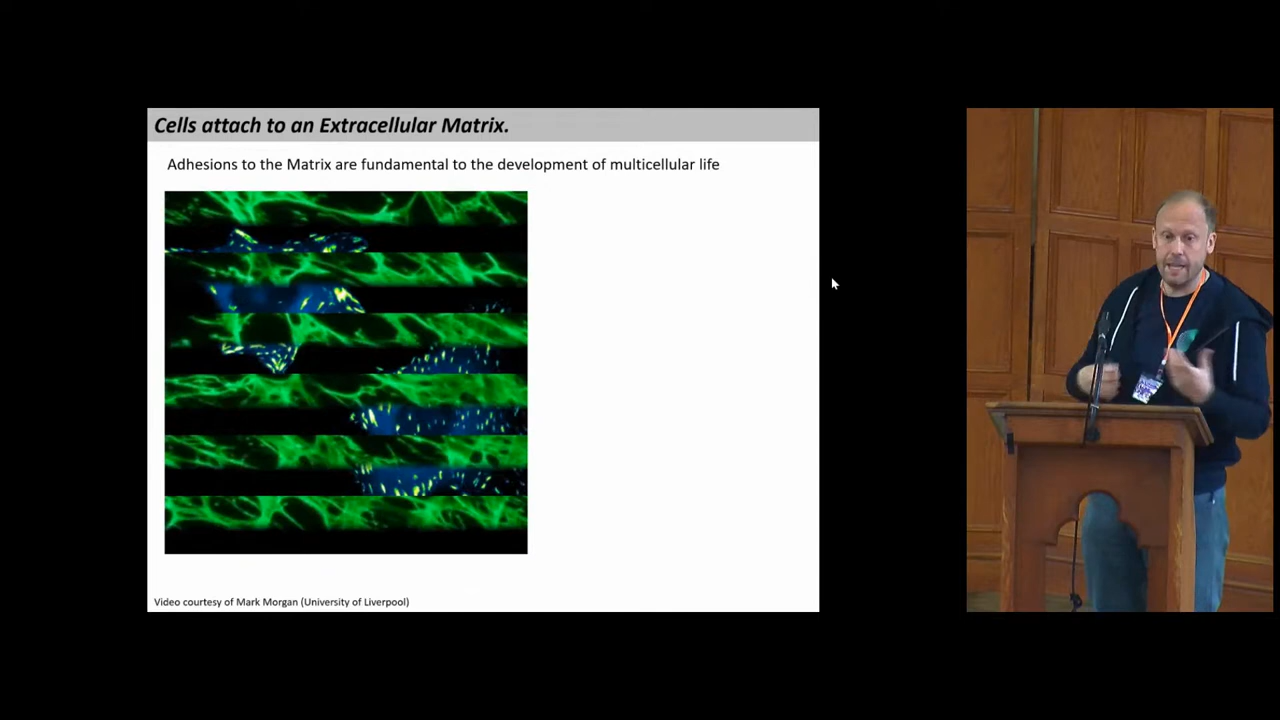 Cells attach to an Extracellular Matrix.
Adhesions to the Matrix are fundamental to the development of multicellular life
Video courtesy of Mark Morgan (University of Liverpool)